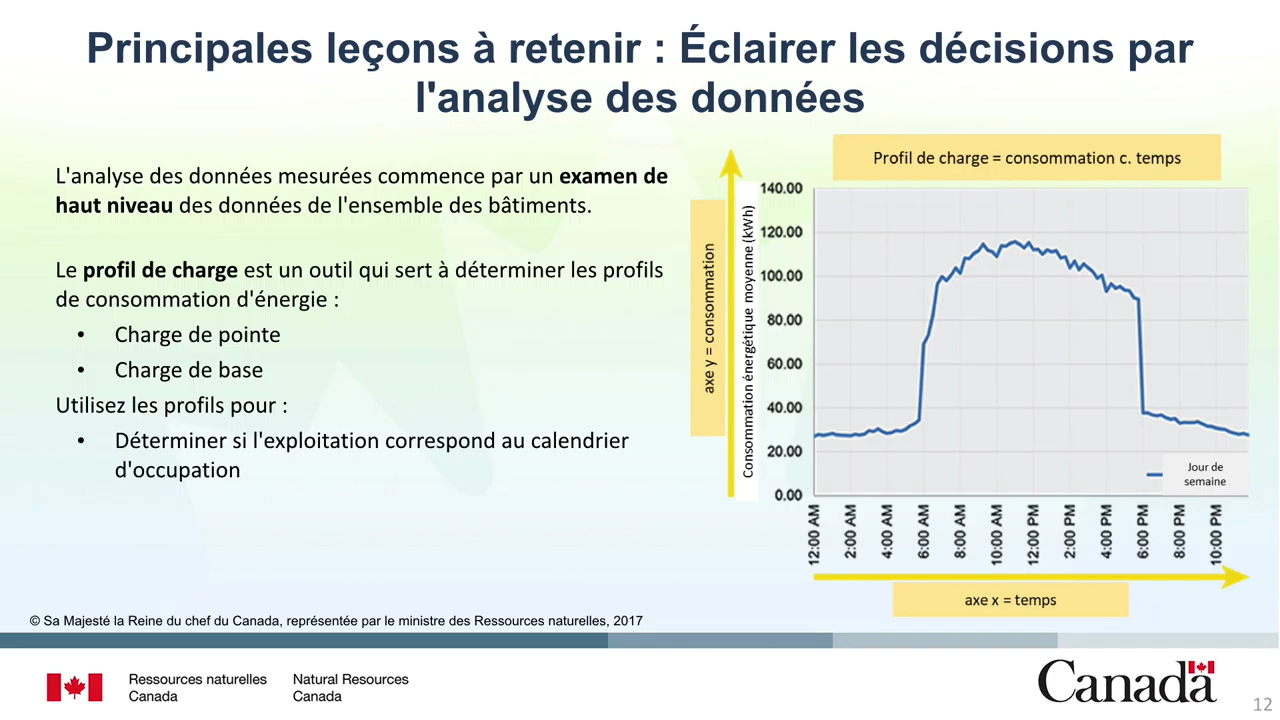 Principales leçons à retenir : Éclairer les décisions par
l'analyse des données
L'analyse des données mesurées commence par un examen de
haut niveau des données de l'ensemble des bâtiments.
Le profil de charge est un outil qui sert à déterminer les profils
de consommation d'énergie :
• Charge de pointe
• Charge de base
Utilisez les profils pour :
• Déterminer si l'exploitation correspond au calendrier
d'occupation
Profil de charge = consommation c. temps
axe y = consommation
Consommation énergétique moyenne (kWh)
140.00
120.00
100.00
80.00
60.00
40.00
20.00
0.00
Jour de
semaine
12:00 AM
2:00 AM
4:00 AM
6:00 AM
8:00 AM
10:00 AM
12:00 PM
2:00 PM
4:00 PM
6:00 PM
8:00 PM
10:00 PM
axe x = temps
© Sa Majesté la Reine du chef du Canada, représentée par le ministre des Ressources naturelles, 2017
Ressources naturelles
Canada
Natural Resources
Canada
Canada
12